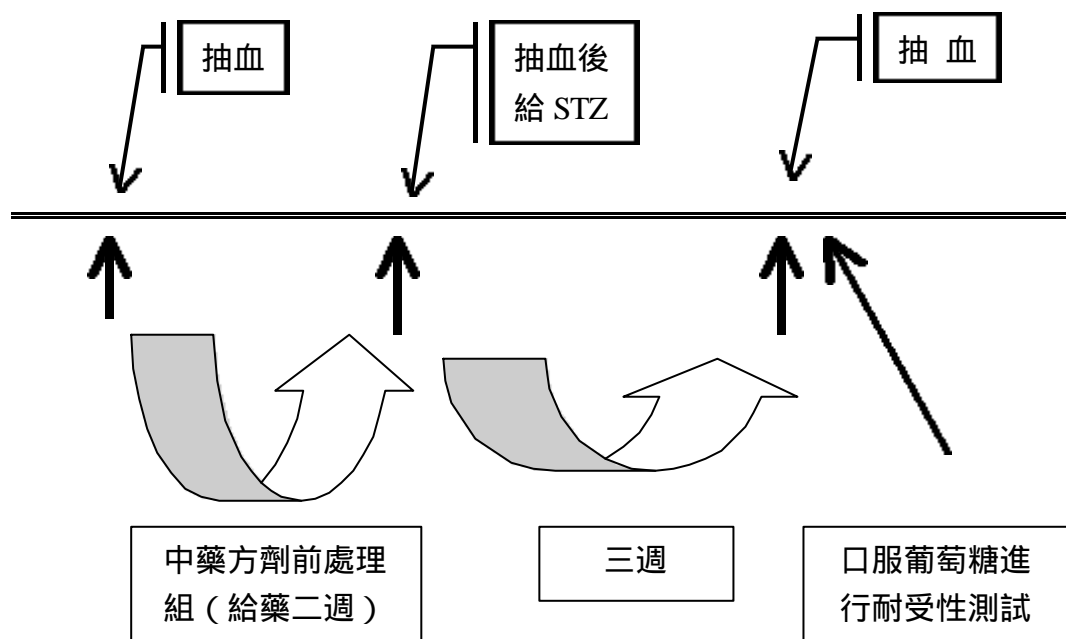 抽血
抽血後
給 STZ
抽 血
中藥方劑前處理
組（給藥二週）
三週
口服葡萄糖進
行耐受性測試